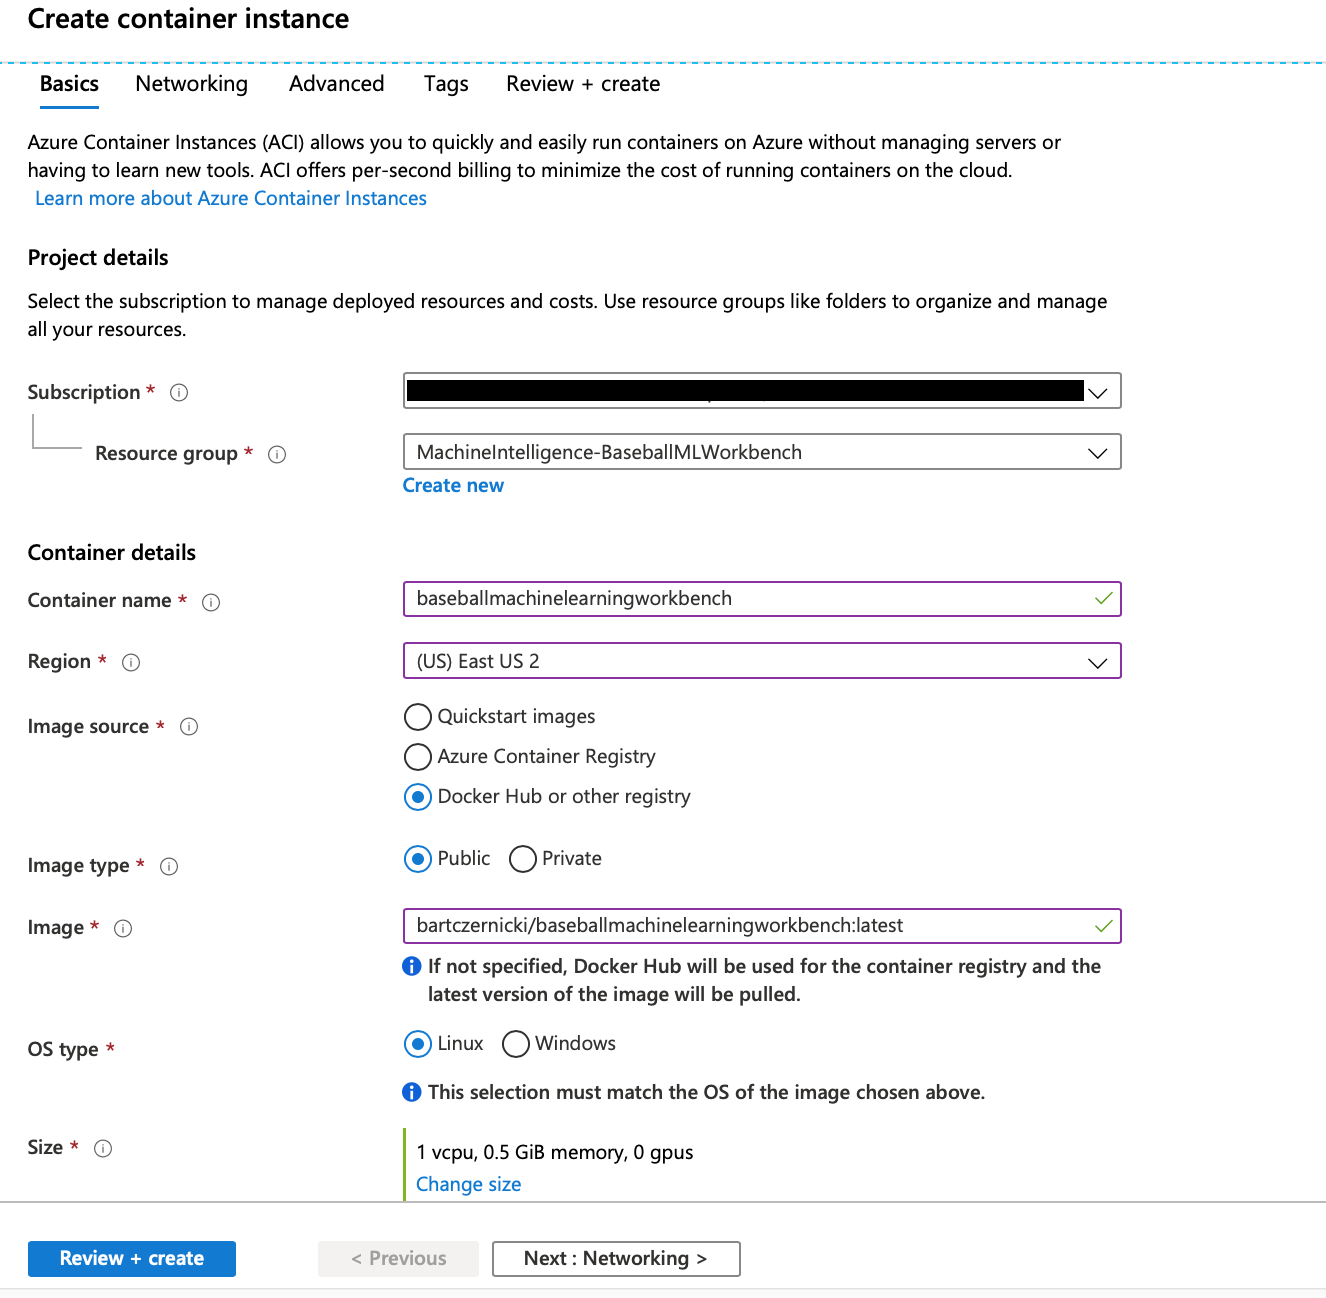 Create container instance
Basics Networking Advanced Tags Review + create
Azure Container Instances (ACI) allows you to quickly and easily run containers on Azure without managing servers or
having to learn new tools. ACI offers per-second billing to minimize the cost of running containers on the cloud.
Learn more about Azure Container Instances
Project details
Select the subscription to manage deployed resources and costs. Use resource groups like folders to organize and manage
all your resources.
Subscription *
Resource group * MachineIntelligence-BaseballMLWorkbench
Create new
Container details
Container name * baseballmachinelearningworkbench
Region * (US) East US 2
Image source * Quickstart images
Azure Container Registry
Docker Hub or other registry
Image type * Public Private
Image * bartczernicki/baseballmachinelearningworkbench:latest
If not specified, Docker Hub will be used for the container registry and the
latest version of the image will be pulled.
OS type * Linux Windows
This selection must match the OS of the image chosen above.
Size * 1 vcpu, 0.5 GiB memory, 0 gpus
Change size
Review + create < Previous Next : Networking >